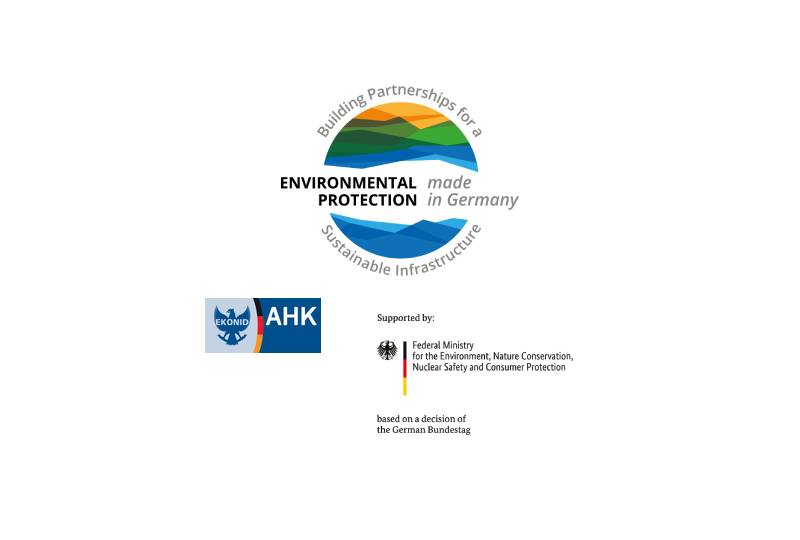 Building Partnerships for a
ENVIRONMENTAL made
PROTECTION in Germany
Sustainable Infrastructure
EKONID
AHK
Supported by:
Federal Ministry
for the Environment, Nature Conservation,
Nuclear Safety and Consumer Protection
based on a decision of
the German Bundestag